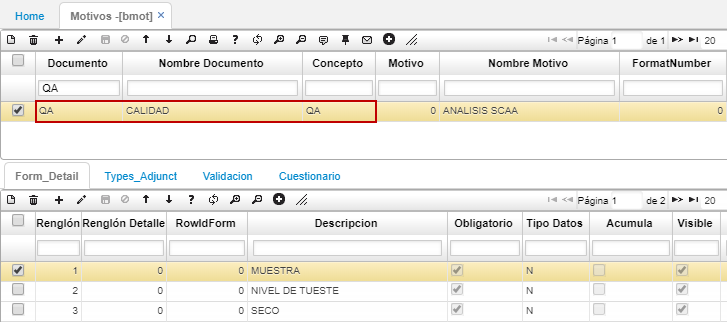 Home Motivos -[bmot] ×
Página 1 de 1 20
Documento Nombre Documento Concepto Motivo Nombre Motivo FormatNumber
QA
QA CALIDAD QA 0 ANALISIS SCAA 0
Form_Detail Types_Adjunct Validacion Cuestionario
Página 1 de 2 20
Renglón Renglón Detalle RowIdForm Descripcion Obligatorio Tipo Datos Acumula Visible
1 0 0 MUESTRA N
2 0 0 NIVEL DE TUESTE N
3 0 0 SECO N